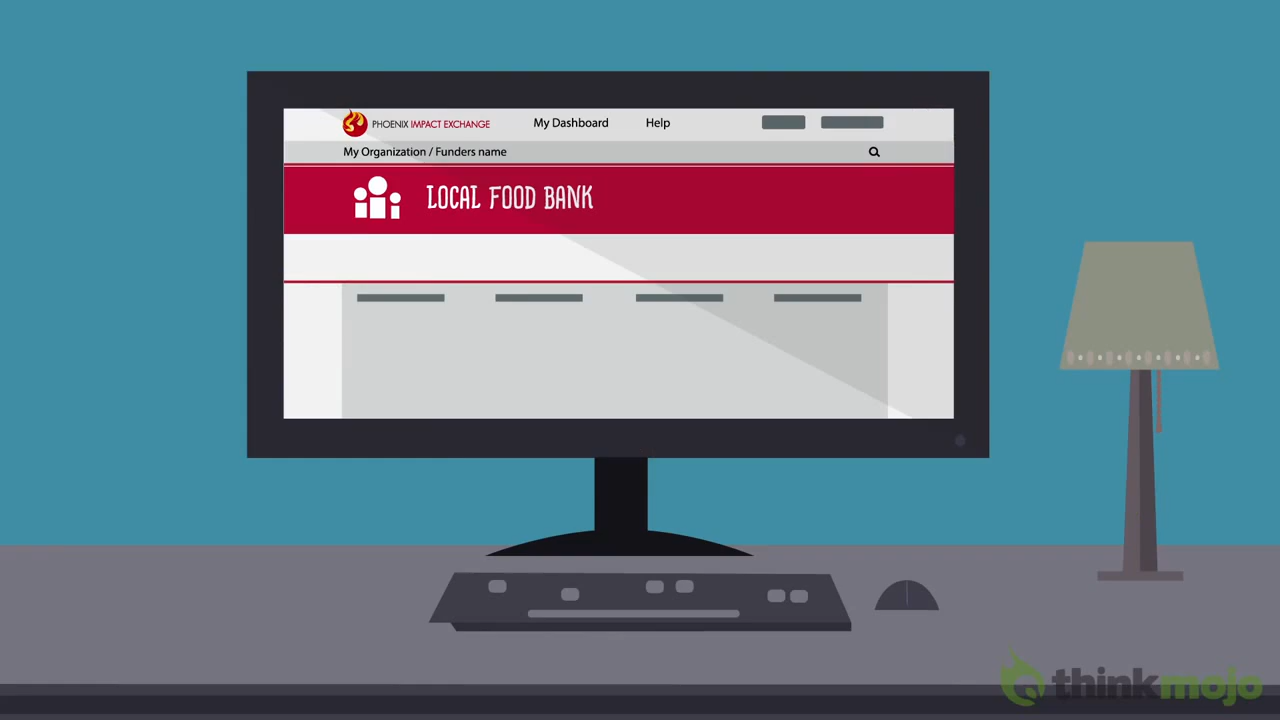 PHOENIX IMPACT EXCHANGE My Dashboard Help
My Organization / Funders name
LOCAL FOOD BANK
thinkmojo